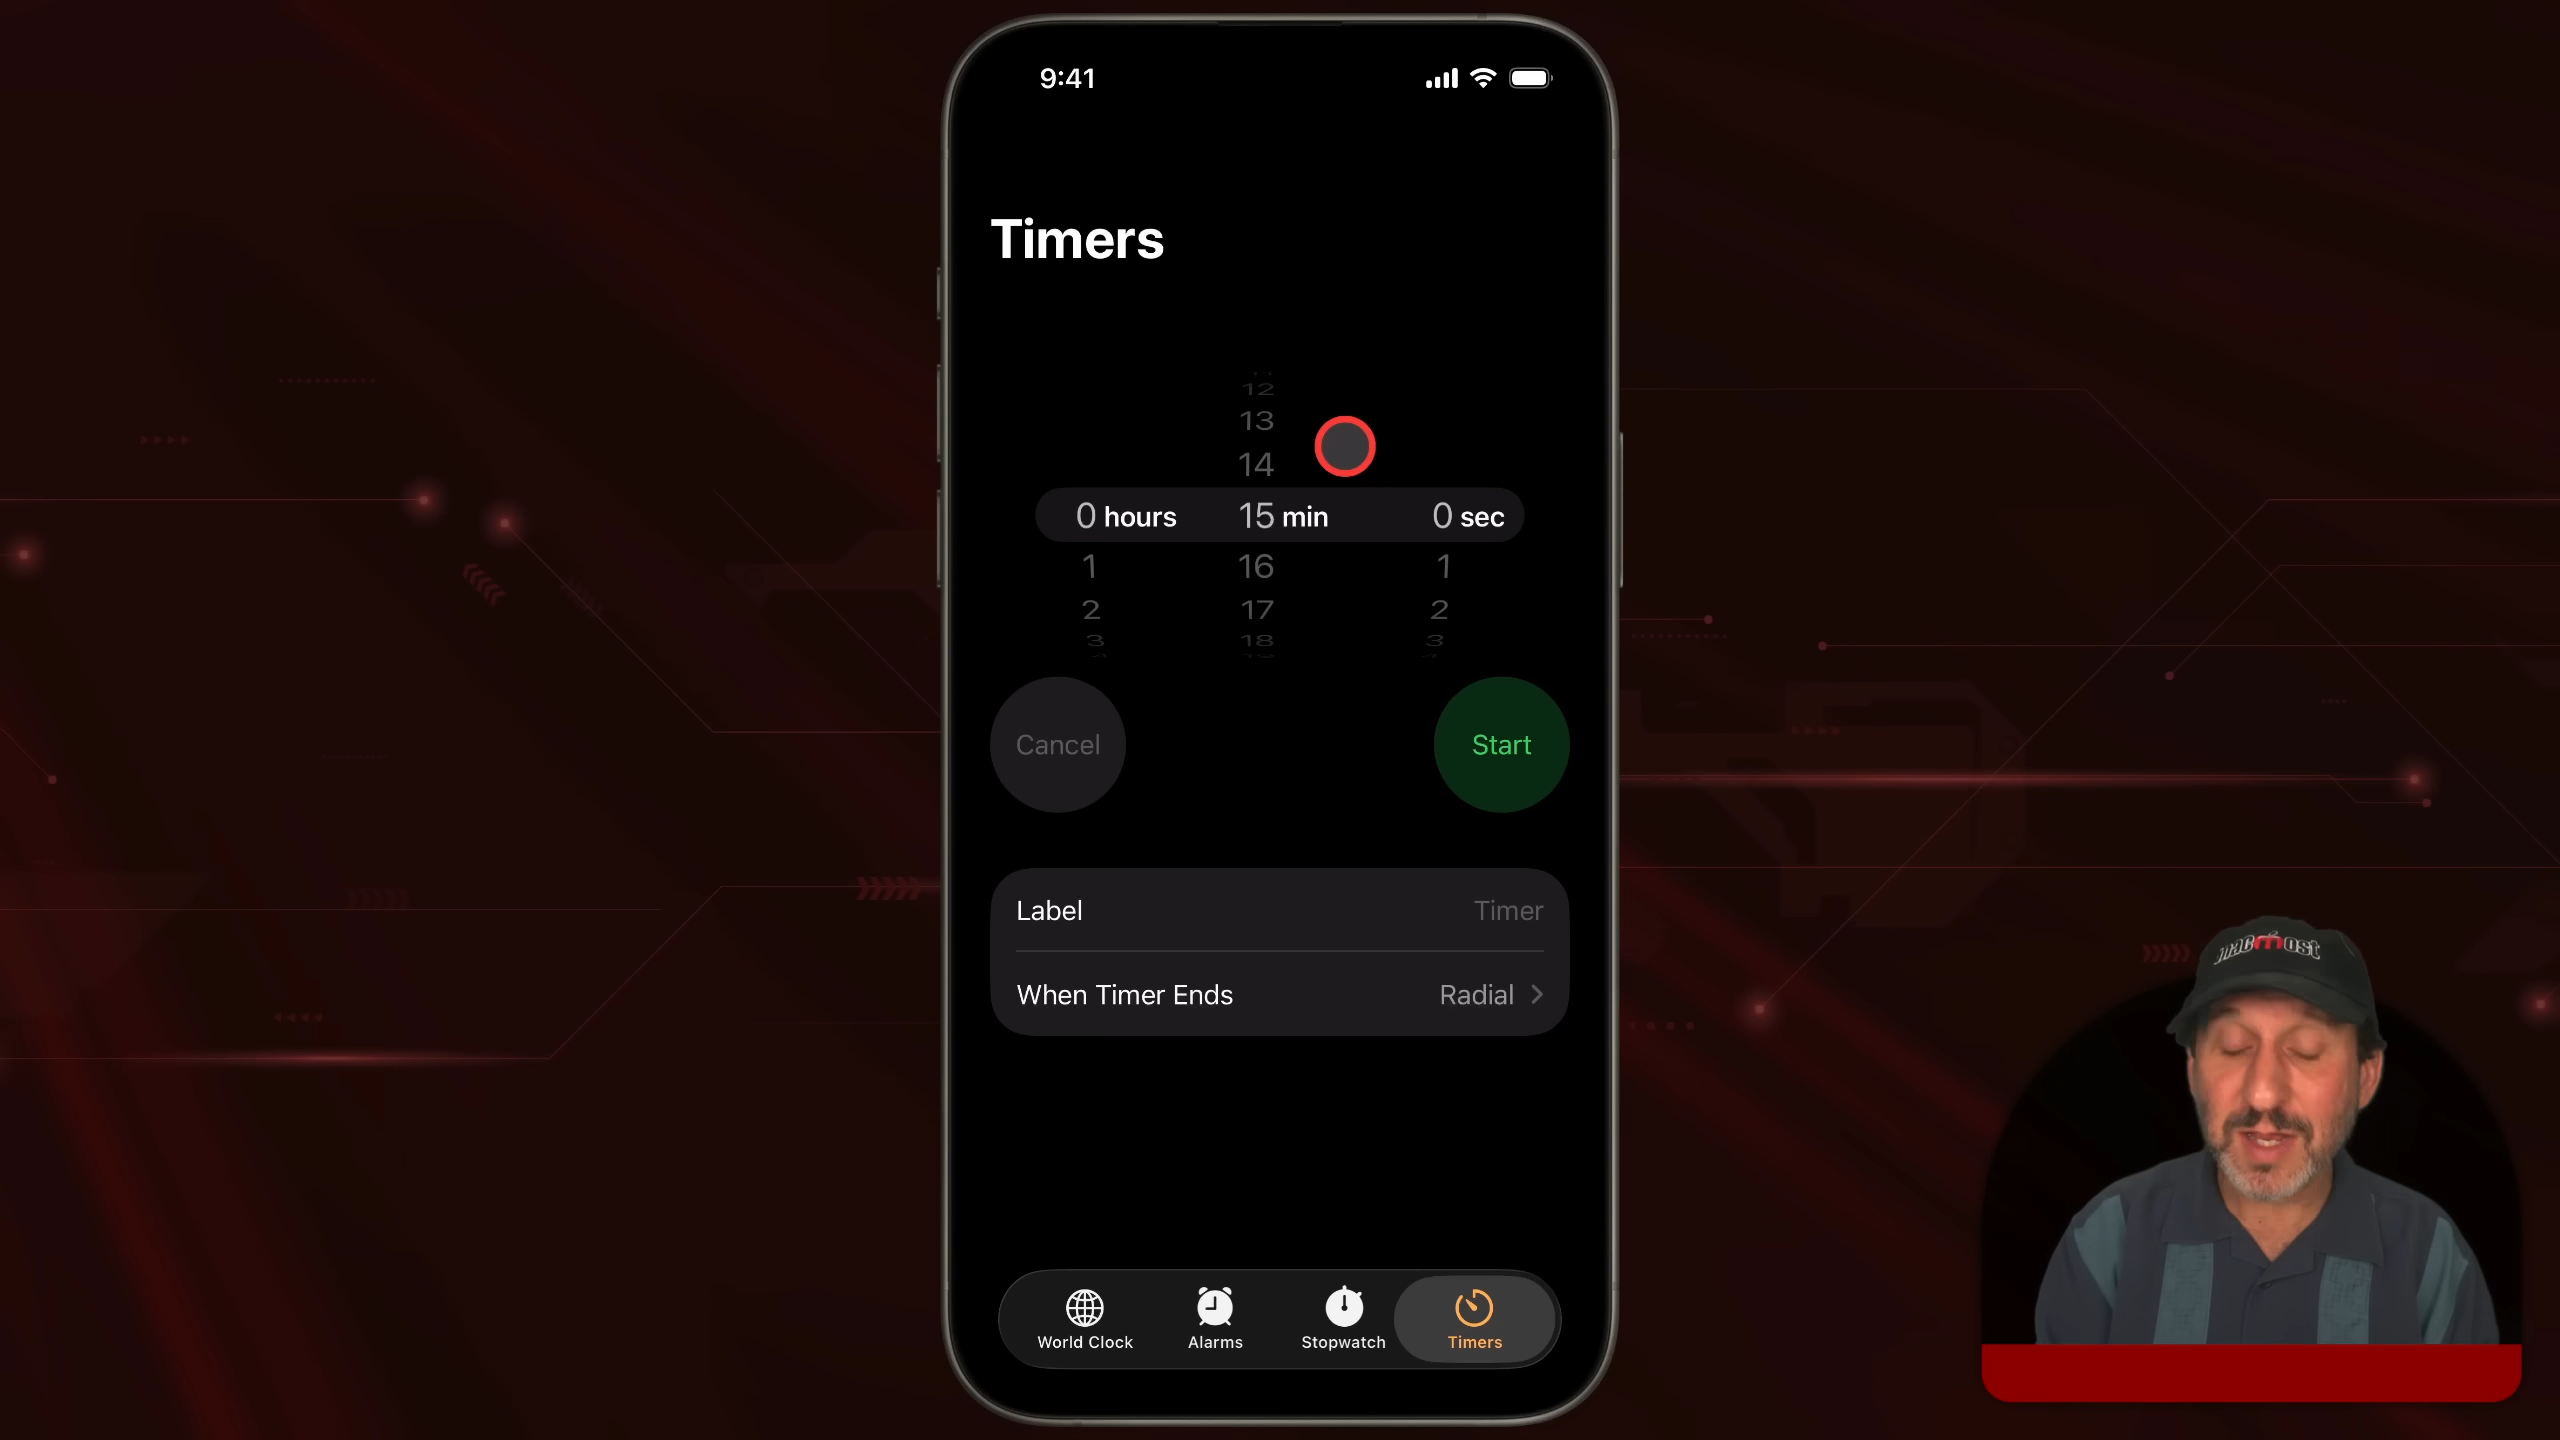 9:41
Timers
12
13
14
0 hours 15 min 0 sec
1 16 1
2 17 2
3 18 3
Cancel Start
Label Timer
When Timer Ends Radial
World Clock Alarms Stopwatch Timers
macmost